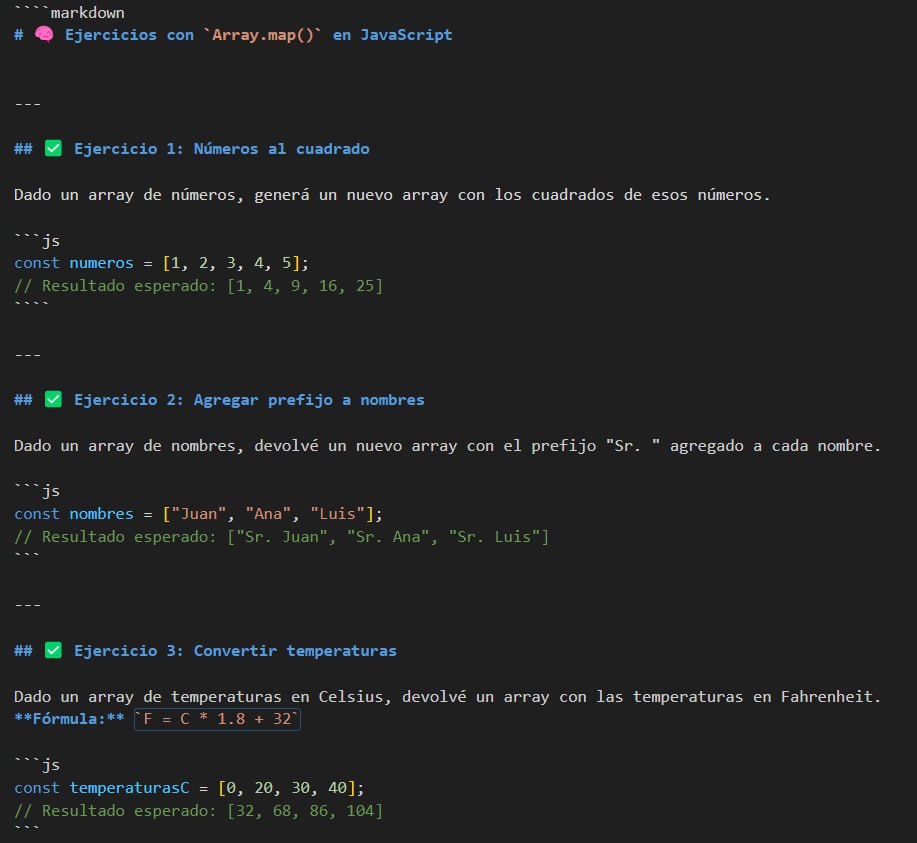 ````markdown
# 🧠 Ejercicios con `Array.map()` en JavaScript
---
## ✅ Ejercicio 1: Números al cuadrado
Dado un array de números, generá un nuevo array con los cuadrados de esos números.
```js
const numeros = [1, 2, 3, 4, 5];
// Resultado esperado: [1, 4, 9, 16, 25]
````
---
## ✅ Ejercicio 2: Agregar prefijo a nombres
Dado un array de nombres, devolvé un nuevo array con el prefijo "Sr. " agregado a cada nombre.
```js
const nombres = ["Juan", "Ana", "Luis"];
// Resultado esperado: ["Sr. Juan", "Sr. Ana", "Sr. Luis"]
```
---
## ✅ Ejercicio 3: Convertir temperaturas
Dado un array de temperaturas en Celsius, devolvé un array con las temperaturas en Fahrenheit.
**Fórmula:** `F = C * 1.8 + 32`
```js
const temperaturasC = [0, 20, 30, 40];
// Resultado esperado: [32, 68, 86, 104]
```